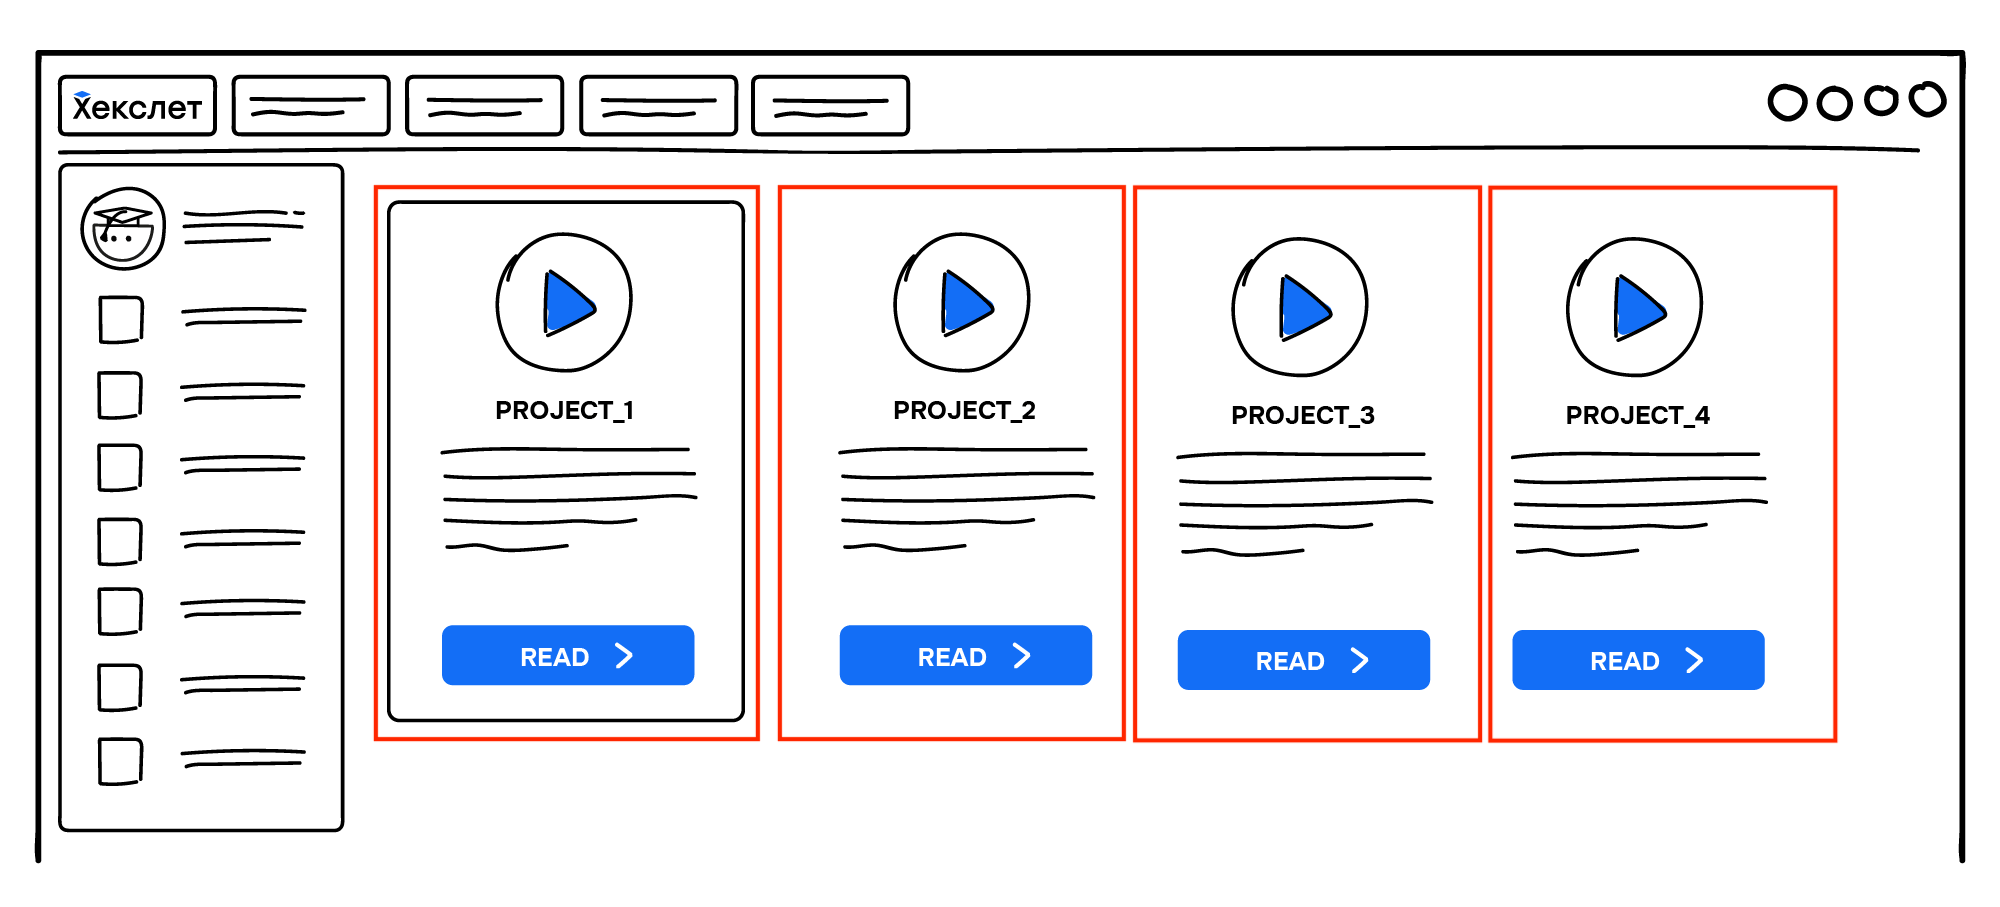 Хекслет
PROJECT_1
PROJECT_2
PROJECT_3
PROJECT_4
READ
READ
READ
READ